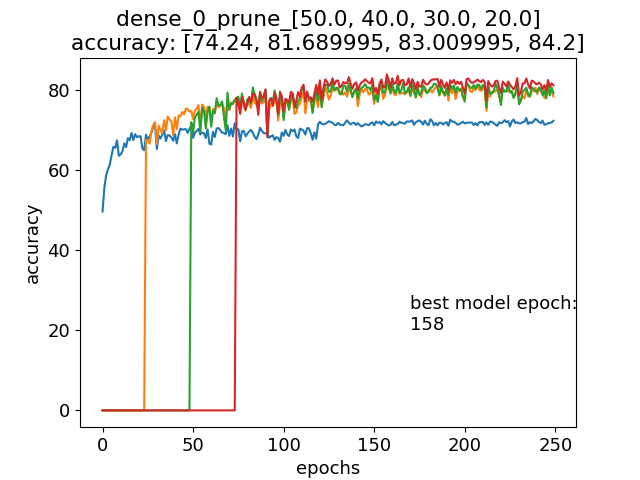 dense_0_prune_[50.0, 40.0, 30.0, 20.0]
accuracy: [74.24, 81.689995, 83.009995, 84.2]
80
60
40
20
0
accuracy
best model epoch:
158
0 50 100 150 200 250
epochs